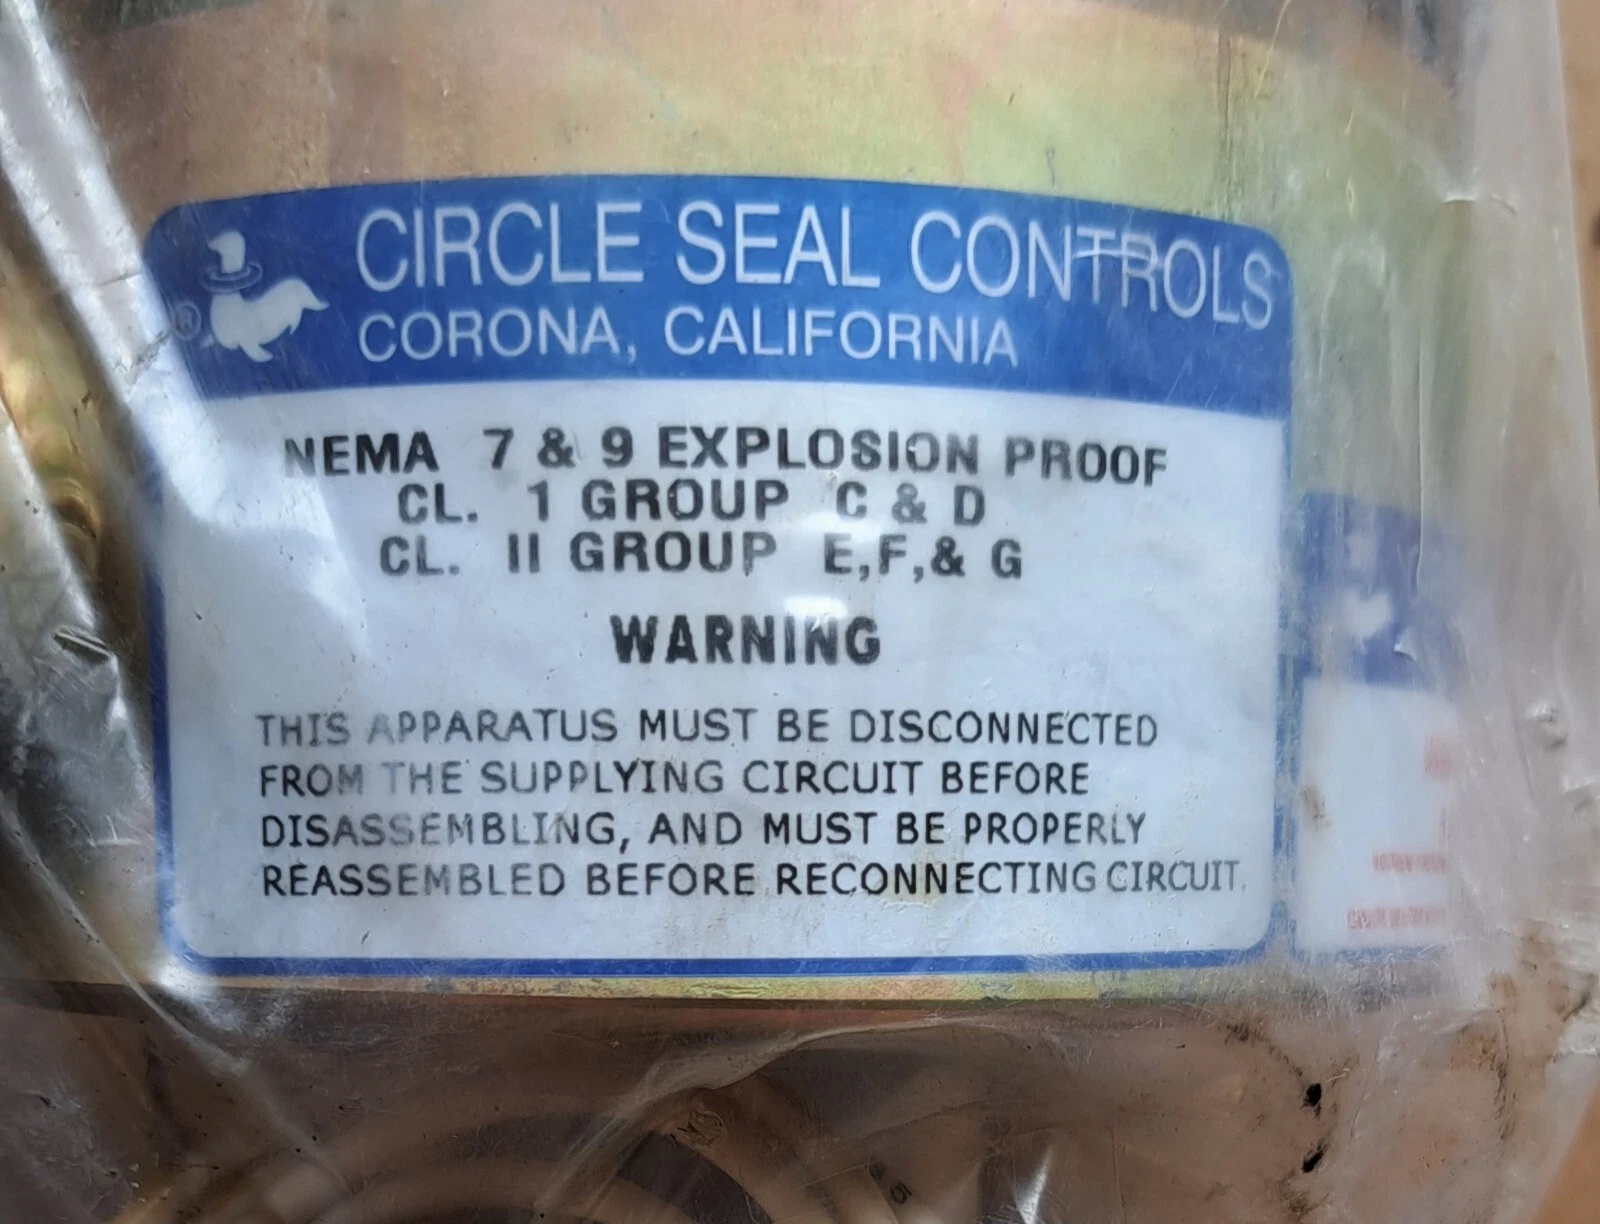 CIRCLE SEAL CONTROLS
CORONA, CALIFORNIA
®
NEMA 7 & 9 EXPLOSION PROOF
CL. 1 GROUP C & D
CL. II GROUP E,F,& G
WARNING
THIS APPARATUS MUST BE DISCONNECTED
FROM THE SUPPLYING CIRCUIT BEFORE
DISASSEMBLING, AND MUST BE PROPERLY
REASSEMBLED BEFORE RECONNECTING CIRCUIT.